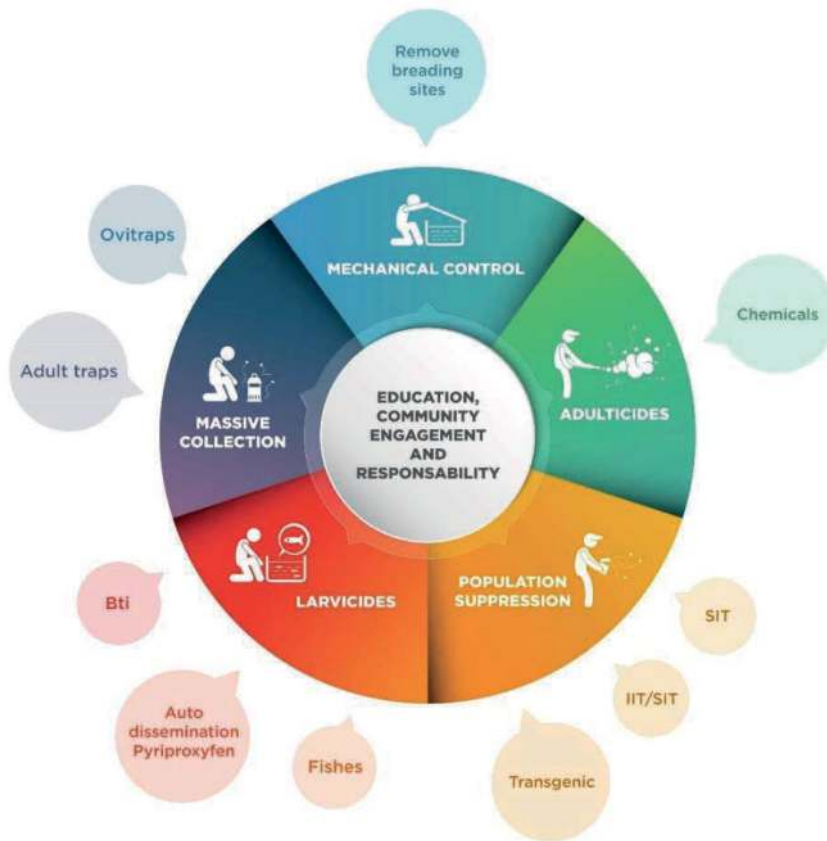 Remove
breading
sites
Ovitraps
MECHANICAL CONTROL
Chemicals
Adult traps
MASSIVE
COLLECTION
EDUCATION,
COMMUNITY
ENGAGEMENT
AND
RESPONSABILITY
ADULTICIDES
LARVICIDES
POPULATION
SUPPRESSION
Bti
SIT
Auto
dissemination
Pyriproxyfen
IIT/SIT
Fishes
Transgenic